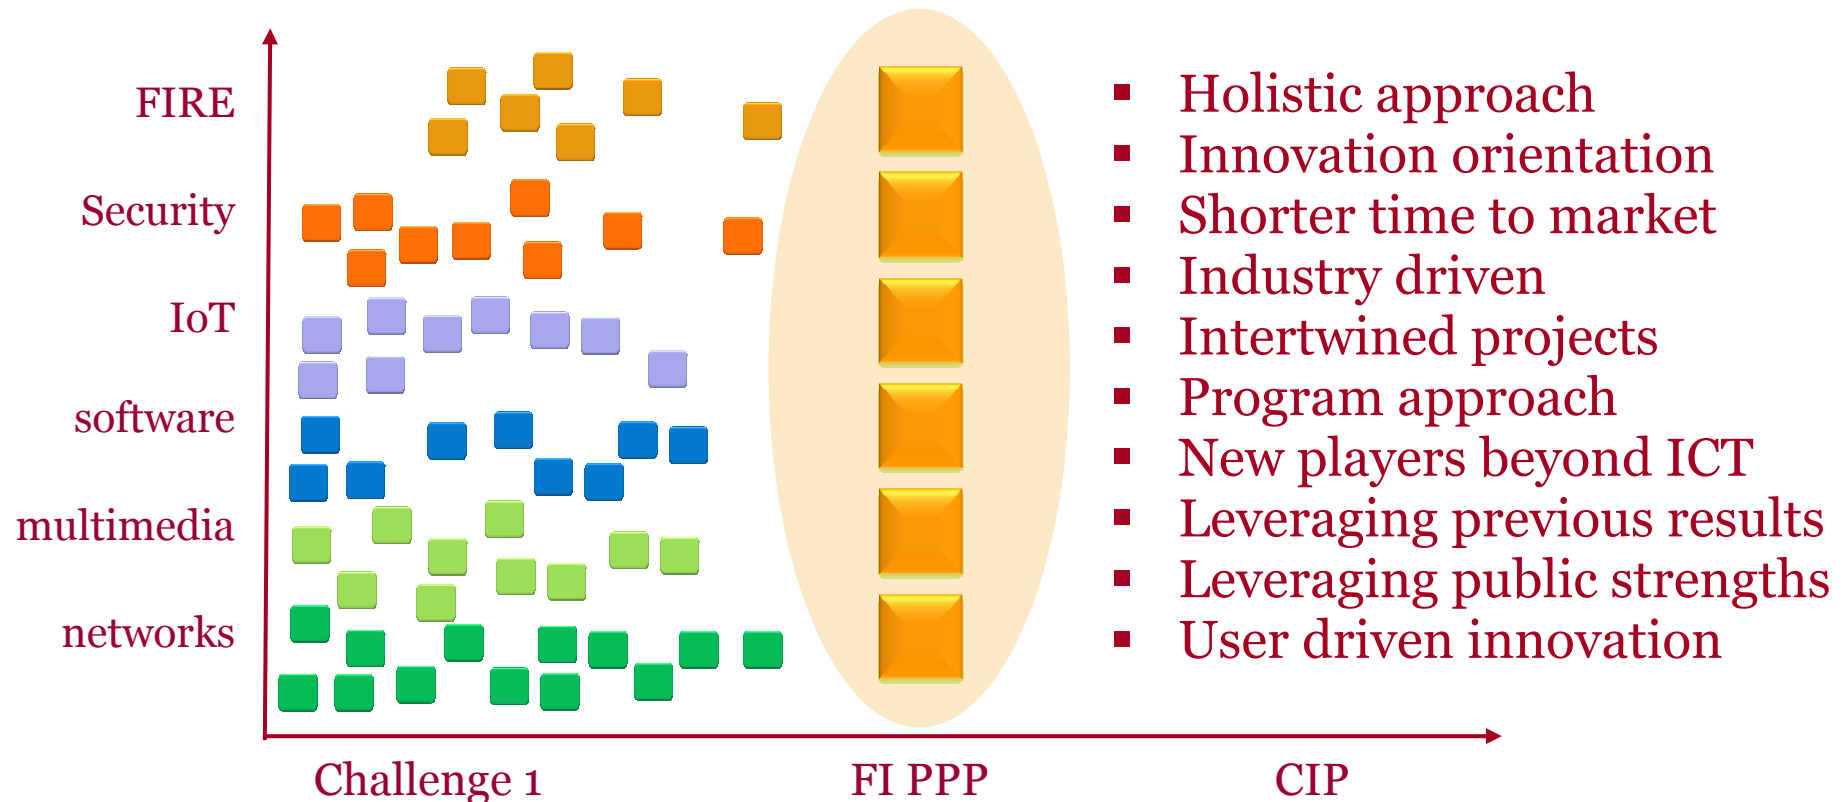 FIRE
Security
IoT
software
multimedia
networks
▪ Holistic approach
▪ Innovation orientation
▪ Shorter time to market
▪ Industry driven
▪ Intertwined projects
▪ Program approach
▪ New players beyond ICT
▪ Leveraging previous results
▪ Leveraging public strengths
▪ User driven innovation
Challenge 1
FI PPP
CIP